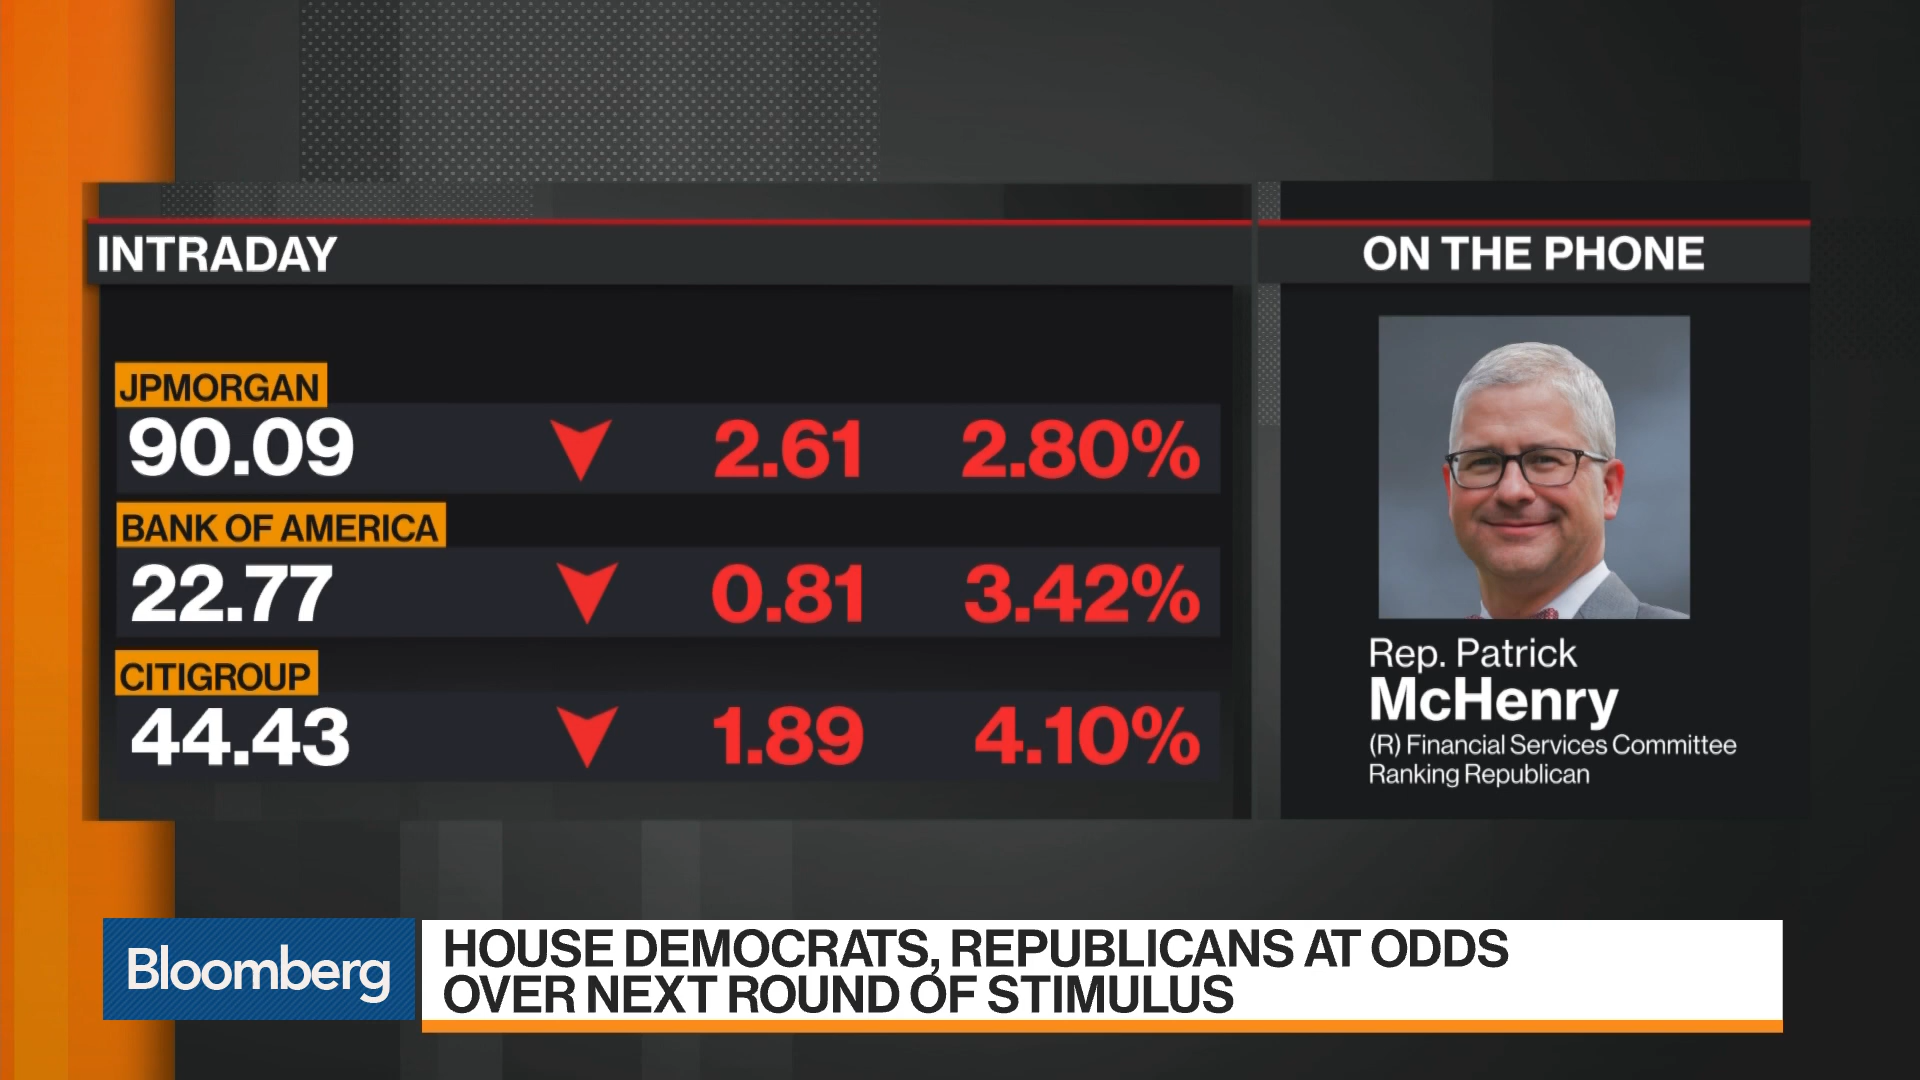 INTRADAY
JPMORGAN
90.09 2.61 2.80%
BANK OF AMERICA
22.77 0.81 3.42%
CITIGROUP
44.43 1.89 4.10%
ON THE PHONE
Rep. Patrick
McHenry
(R) Financial Services Committee
Ranking Republican
Bloomberg
HOUSE DEMOCRATS, REPUBLICANS AT ODDS
OVER NEXT ROUND OF STIMULUS